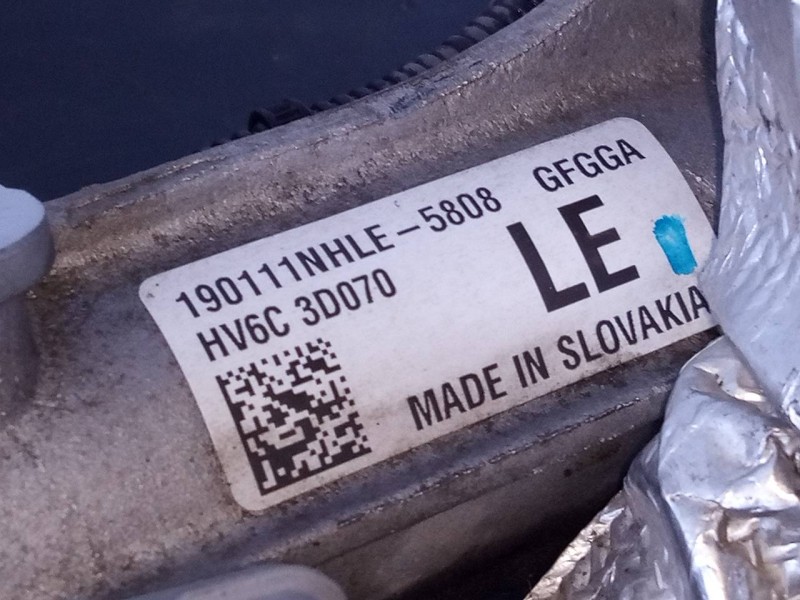 190111NHLE-5808 GFGGA
HV6C 3D070 LE
MADE IN SLOVAKIA